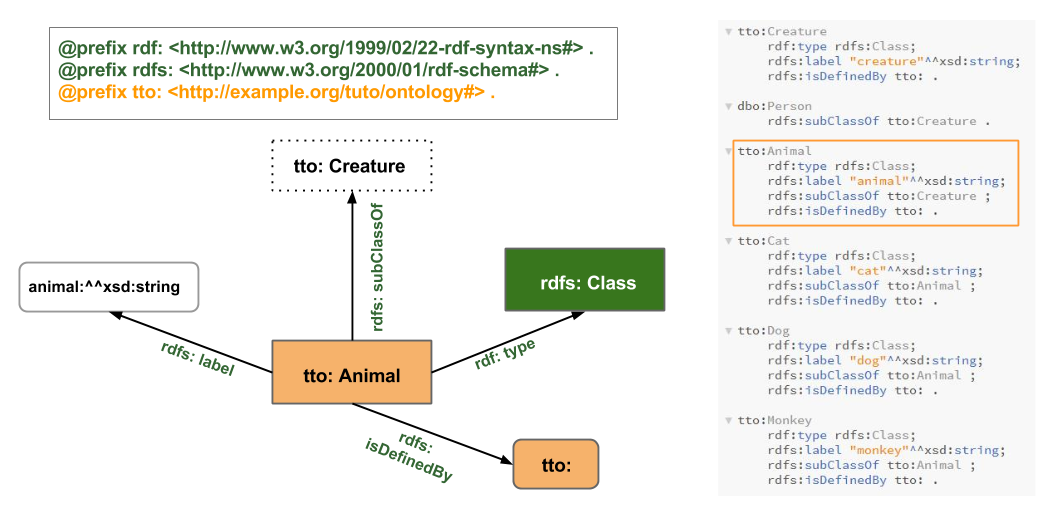 @prefix rdf: <http://www.w3.org/1999/02/22-rdf-syntax-ns#> .
@prefix rdfs: <http://www.w3.org/2000/01/rdf-schema#> .
@prefix tto: <http://example.org/tuto/ontology#> .
tto: Creature
rdfs: subClassOf
animal:^^xsd:string
rdfs: Class
rdfs: label
rdf: type
tto: Animal
rdfs:
isDefinedBy
tto:
tto:Creature
rdf:type rdfs:Class;
rdfs:label "creature"^^xsd:string;
rdfs:isDefinedBy tto: .
dbo:Person
rdfs:subClassOf tto:Creature .
tto:Animal
rdf:type rdfs:Class;
rdfs:label "animal"^^xsd:string;
rdfs:subClassOf tto:Creature ;
rdfs:isDefinedBy tto: .
tto:Cat
rdf:type rdfs:Class;
rdfs:label "cat"^^xsd:string;
rdfs:subClassOf tto:Animal ;
rdfs:isDefinedBy tto: .
tto:Dog
rdf:type rdfs:Class;
rdfs:label "dog"^^xsd:string;
rdfs:subClassOf tto:Animal ;
rdfs:isDefinedBy tto: .
tto:Monkey
rdf:type rdfs:Class;
rdfs:label "monkey"^^xsd:string;
rdfs:subClassOf tto:Animal ;
rdfs:isDefinedBy tto: .